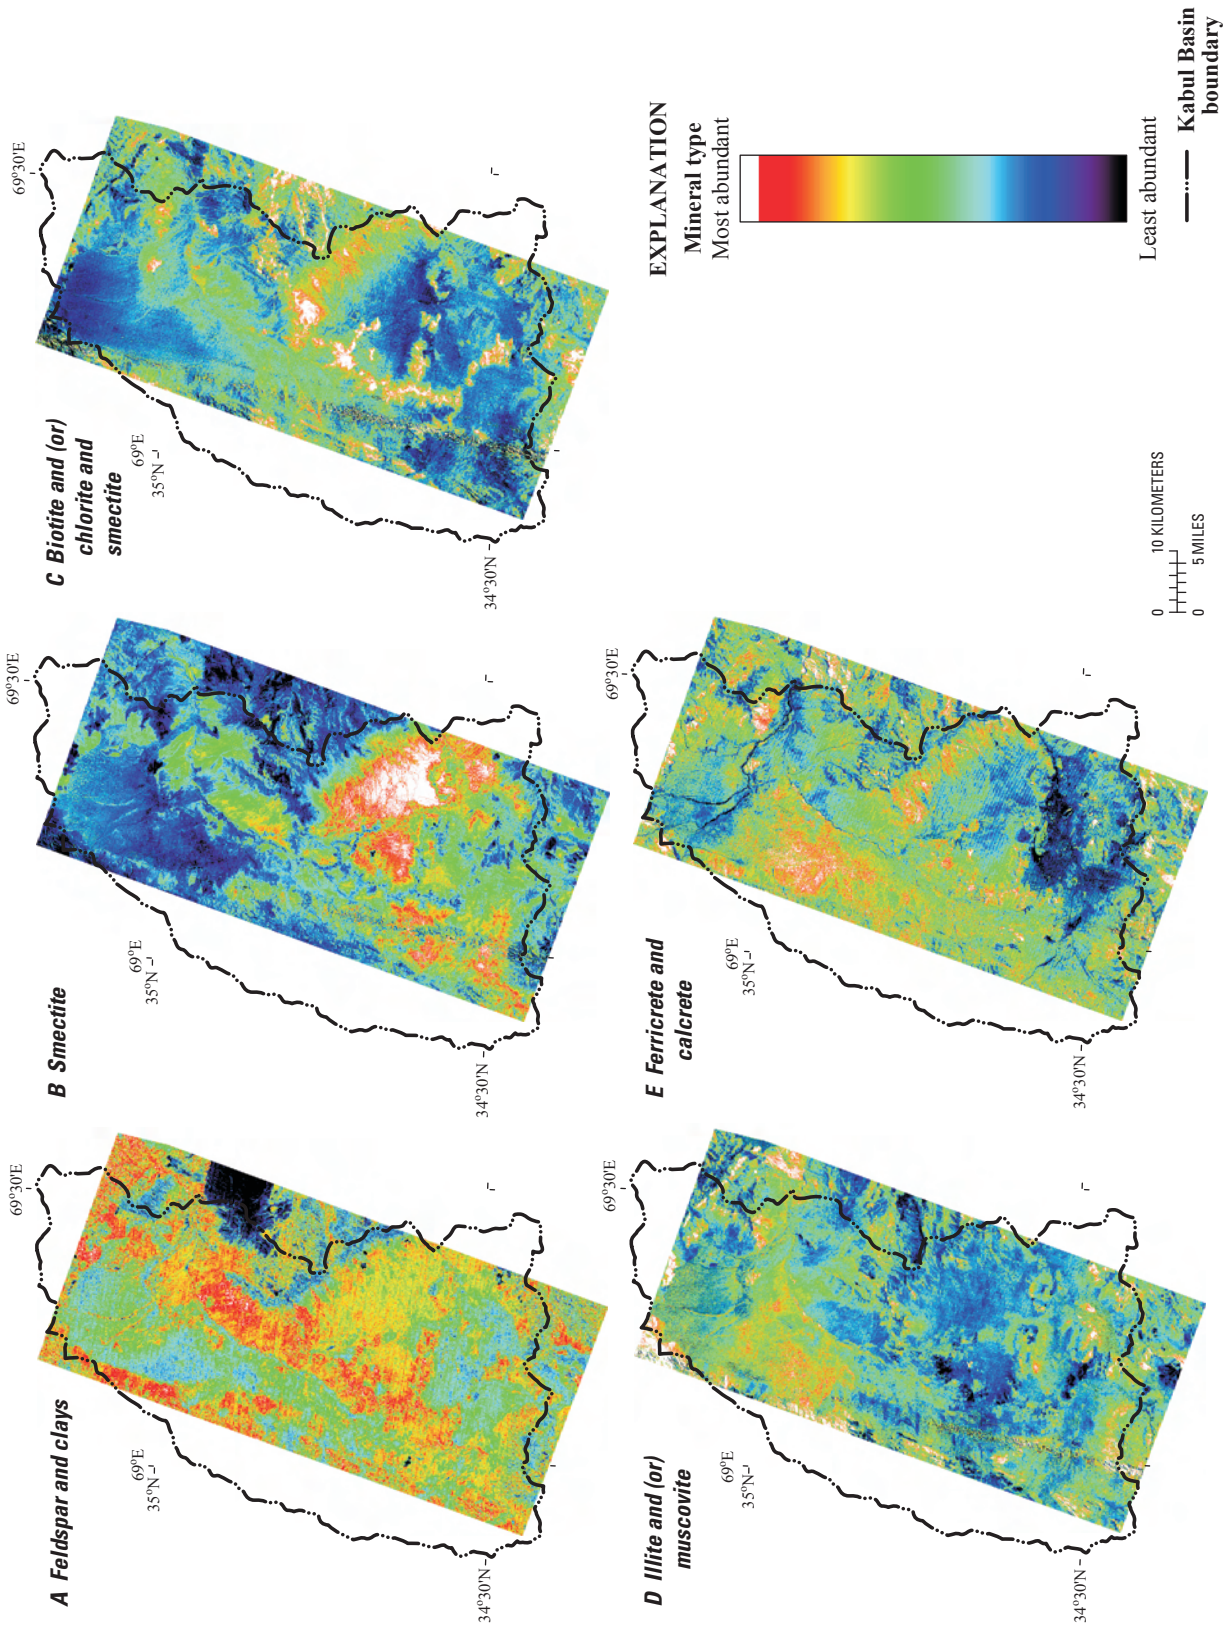 A Feldspar and clays
69°30'E
69°E
35°N
34°30'N
B Smectite
69°30'E
69°E
35°N
34°30'N
C Biotite and (or)
chlorite and
smectite
69°30'E
69°E
35°N
34°30'N
D Illite and (or)
muscovite
69°30'E
69°E
35°N
34°30'N
E Ferricrete and
calcrete
69°30'E
69°E
35°N
34°30'N
0 10 KILOMETERS
0 5 MILES
EXPLANATION
Mineral type
Most abundant
Least abundant
Kabul Basin
boundary